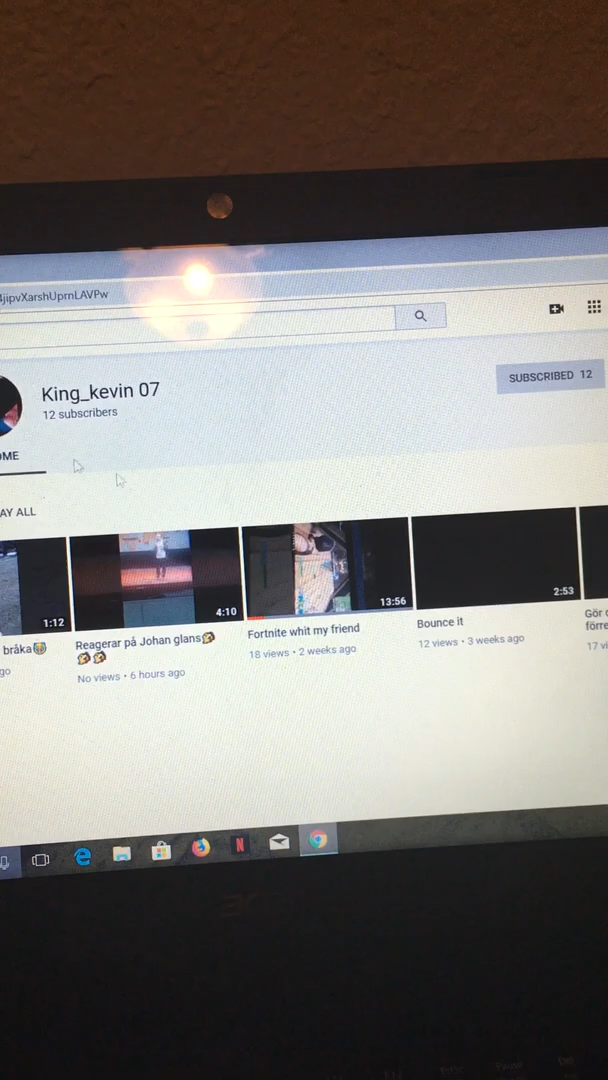 4jipvXarshUprnLAVPw
King_kevin 07
12 subscribers
SUBSCRIBED 12
OME
AY ALL
1:12
4:10
13:56
2:53
bråka😭
go
Reagerar på Johan glans
No views • 6 hours ago
Fortnite whit my friend
18 views • 2 weeks ago
Bounce it
12 views • 3 weeks ago
Gör
förre
17 vi
N
Pause